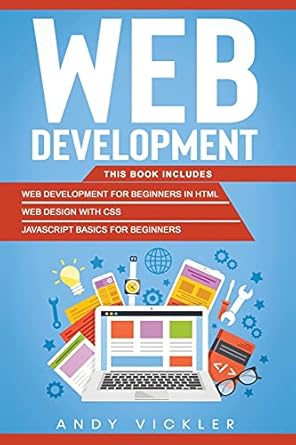 WEB
DEVELOPMENT
THIS BOOK INCLUDES
WEB DEVELOPMENT FOR BEGINNERS IN HTML
WEB DESIGN WITH CSS
JAVASCRIPT BASICS FOR BEGINNERS
ANDY VICKLER